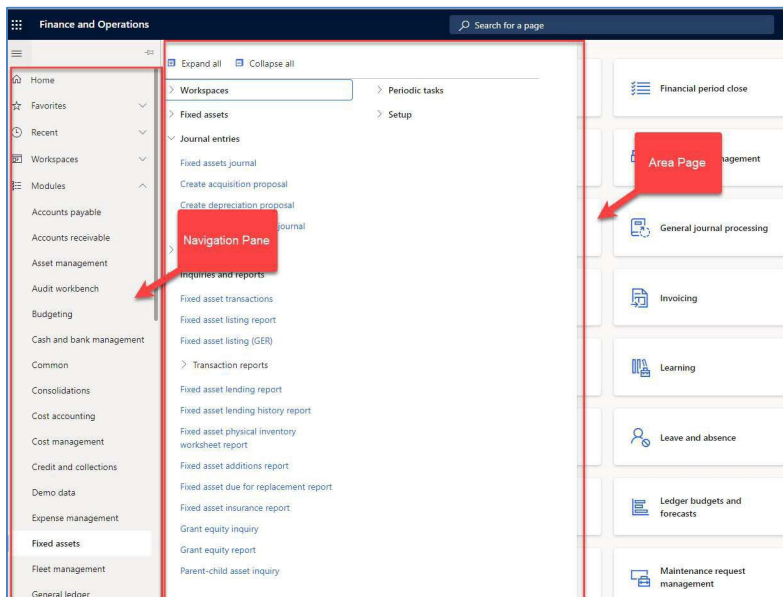 Finance and Operations
Search for a page
Expand all
Collapse all
Home
Favorites
Recent
Workspaces
Modules
Accounts payable
Accounts receivable
Asset management
Audit workbench
Budgeting
Cash and bank management
Common
Consolidations
Cost accounting
Cost management
Credit and collections
Demo data
Expense management
Fixed assets
Fleet management
General ledger
Workspaces
Fixed assets
Journal entries
Fixed assets journal
Create acquisition proposal
Create depreciation proposal
journal
Inquiries and reports
Fixed asset transactions
Fixed asset listing report
Fixed asset listing (GER)
Transaction reports
Fixed asset lending report
Fixed asset lending history report
Fixed asset physical inventory
worksheet report
Fixed asset additions report
Fixed asset due for replacement report
Fixed asset insurance report
Grant equity inquiry
Grant equity report
Parent-child asset inquiry
Periodic tasks
Setup
Navigation Pane
Area Page
Financial period close
General journal processing
Invoicing
Learning
Leave and absence
Ledger budgets and
forecasts
Maintenance request
management